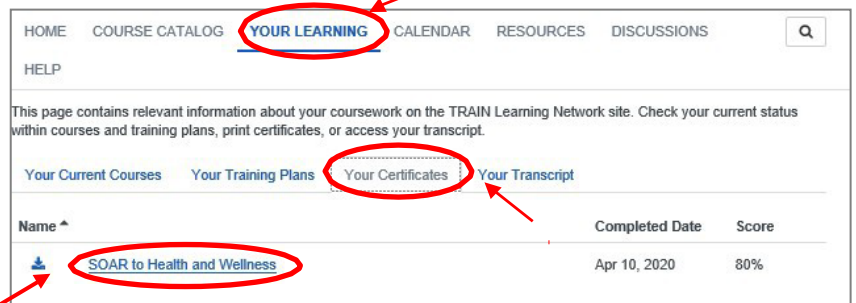 HOME COURSE CATALOG YOUR LEARNING CALENDAR RESOURCES DISCUSSIONS
HELP
This page contains relevant information about your coursework on the TRAIN Learning Network site. Check your current status
within courses and training plans, print certificates, or access your transcript.
Your Current Courses Your Training Plans Your Certificates Your Transcript
Name Completed Date Score
SOAR to Health and Wellness Apr 10, 2020 80%